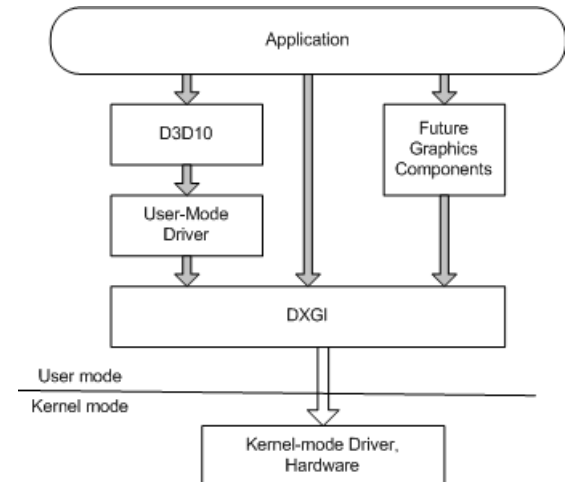 Application
D3D10
Future
Graphics
Components
User-Mode
Driver
DXGI
User mode
Kernel mode
Kernel-mode Driver,
Hardware